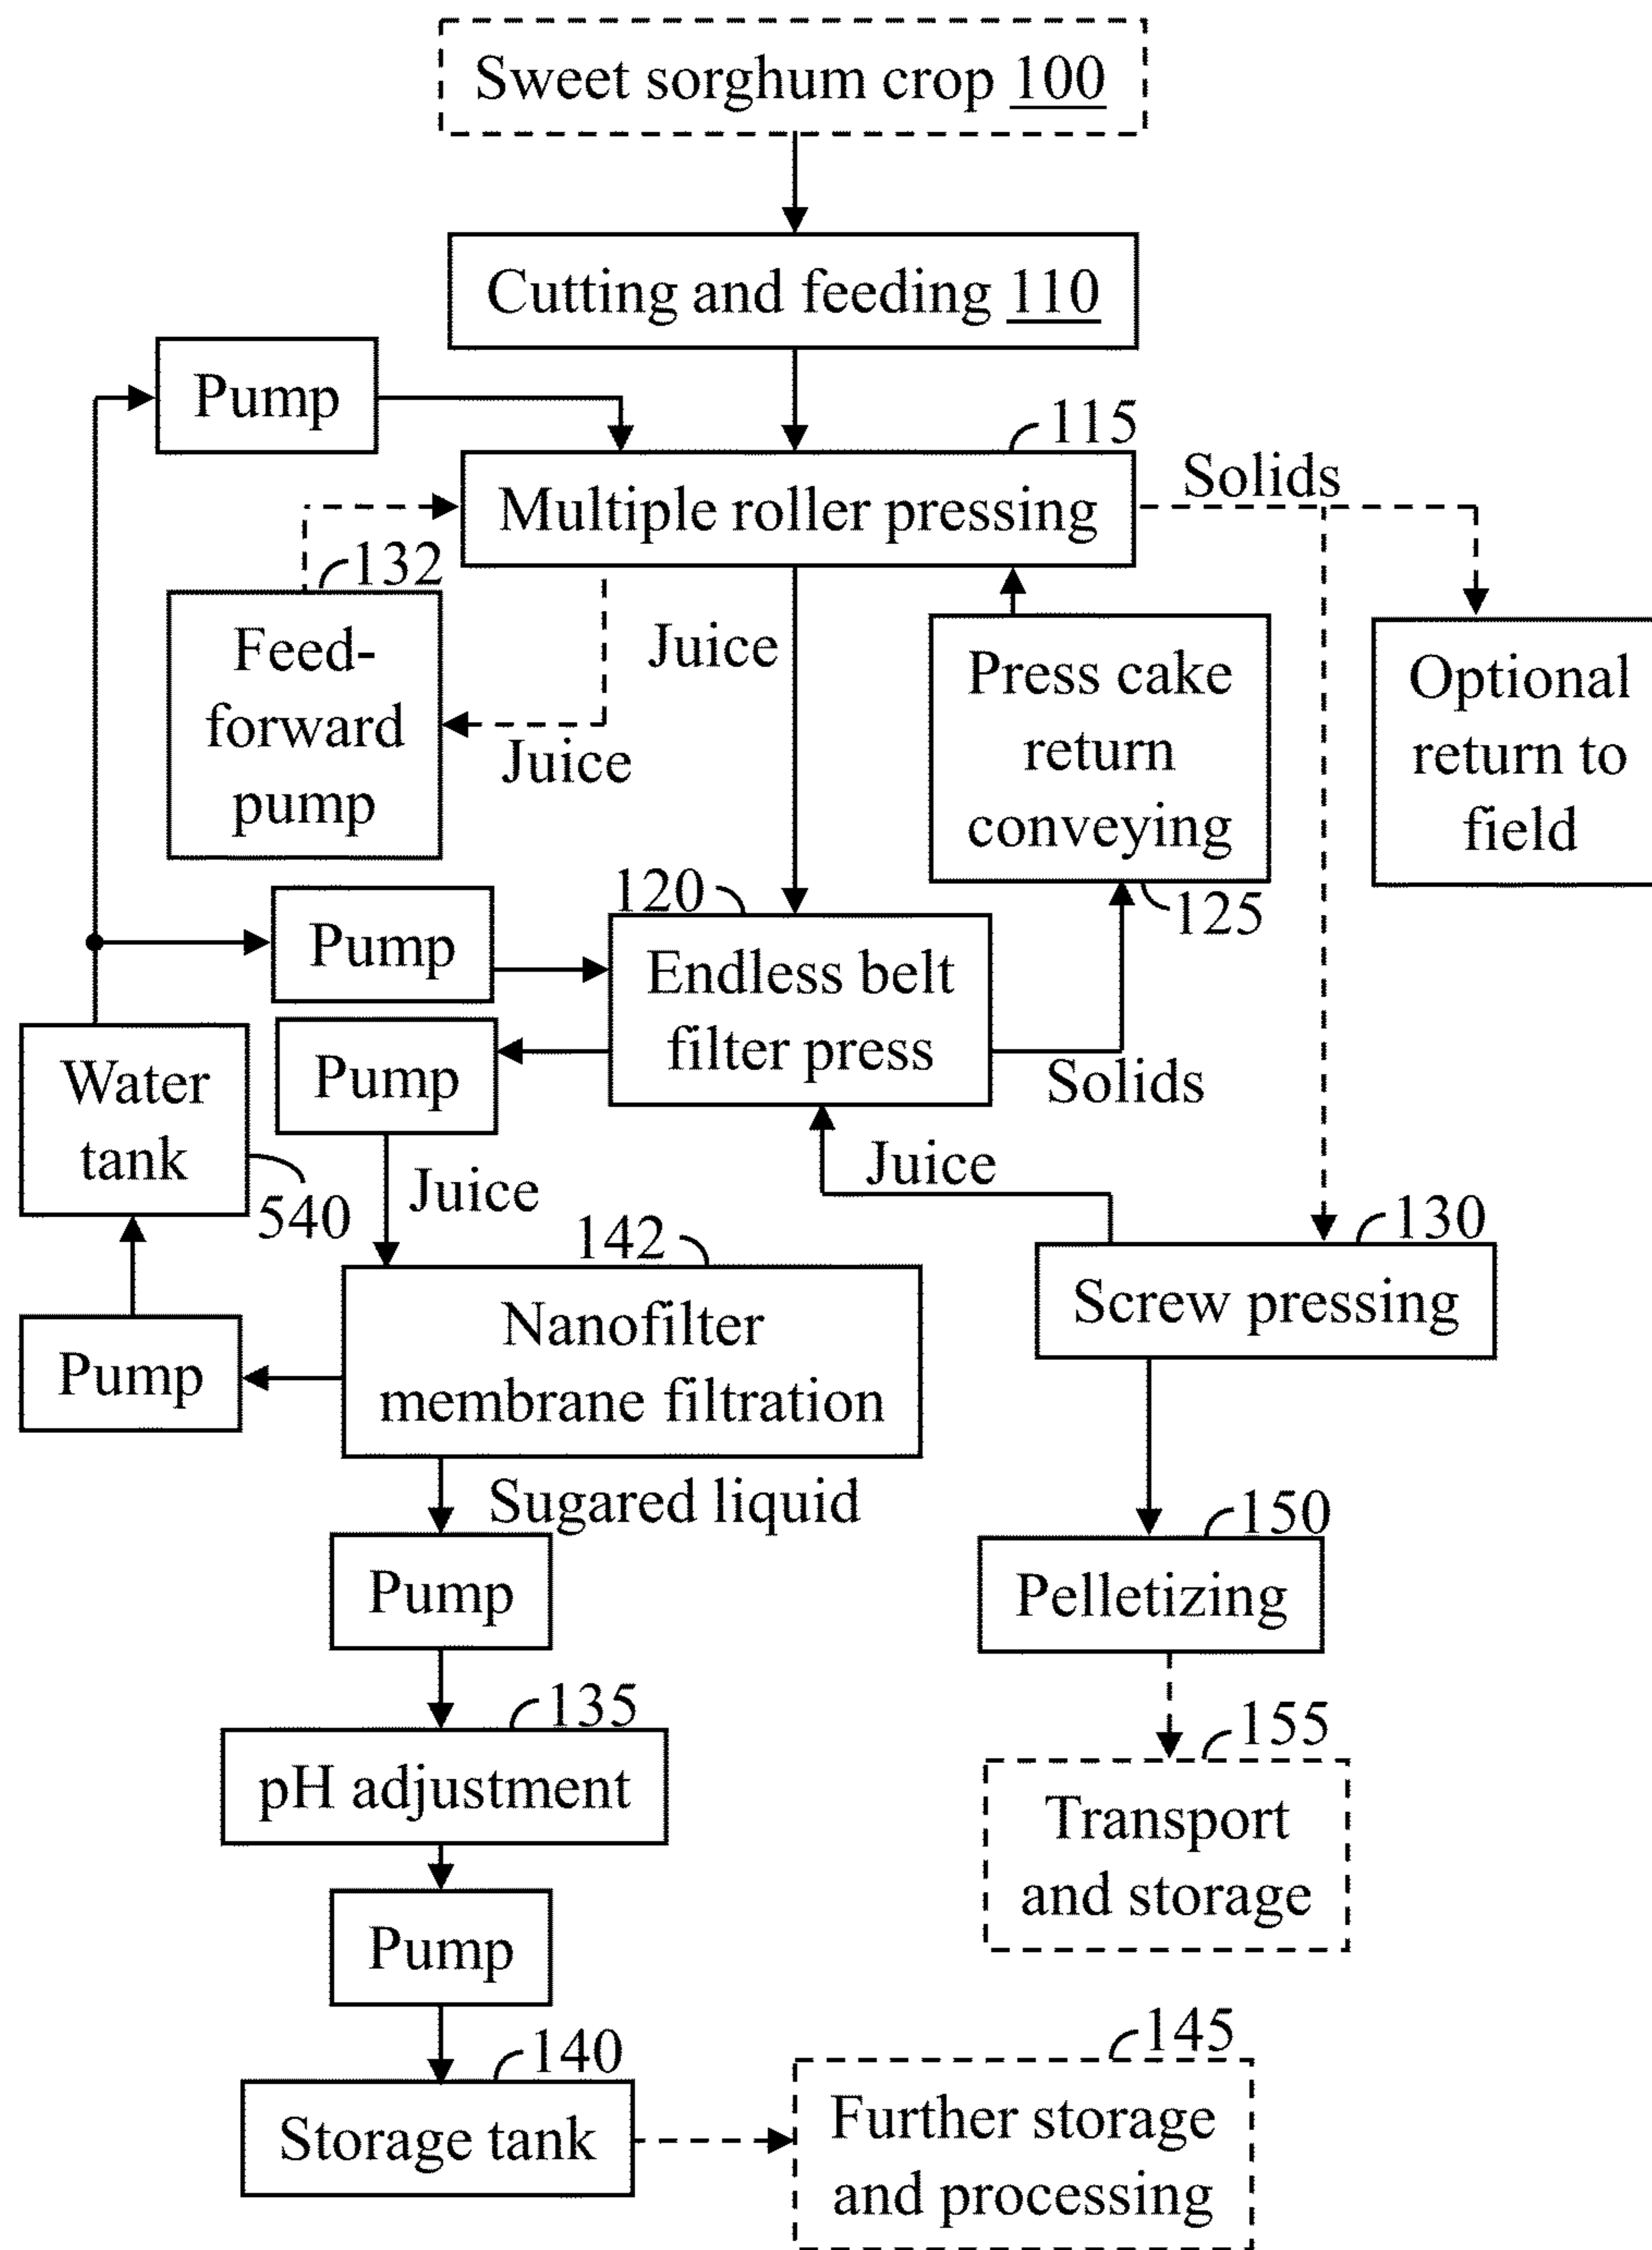 Sweet sorghum crop 100
Cutting and feeding 110
Pump
115
Multiple roller pressing
Solids
132
Feed-
forward
pump
Juice
Juice
Press cake
return
conveying
125
Optional
return to
field
120
Pump
Endless belt
filter press
Pump
Solids
Water
tank
540
Juice
Juice
142
130
Screw pressing
Nanofilter
membrane filtration
Pump
Sugared liquid
Pump
150
Pelletizing
135
pH adjustment
155
Transport
and storage
Pump
140
Storage tank
145
Further storage
and processing